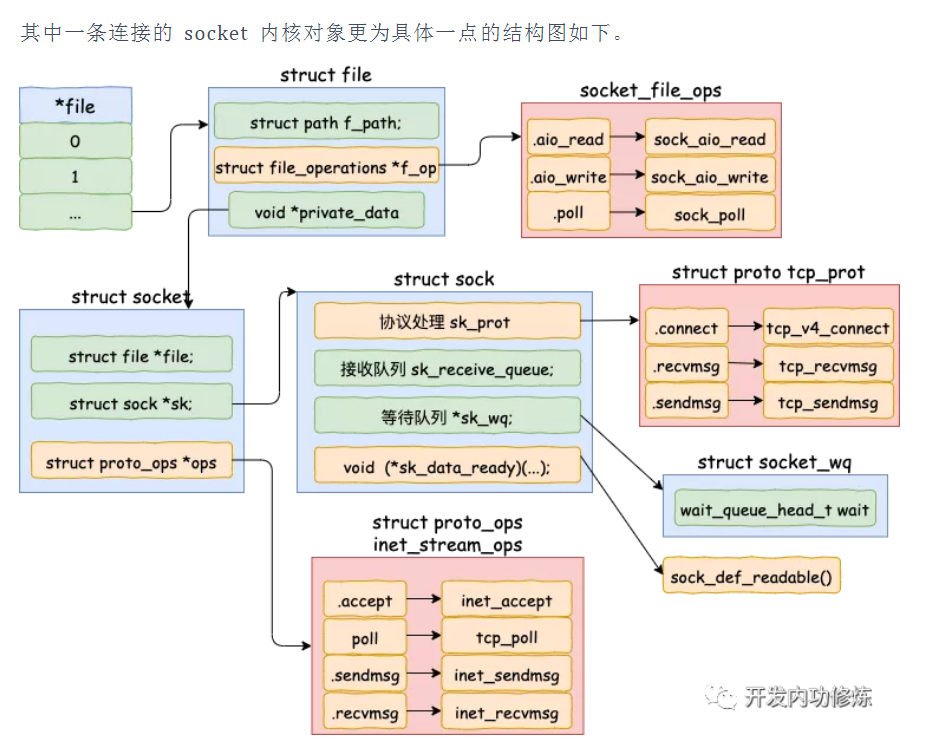 其中一条连接的 socket 内核对象更为具体一点的结构图如下。
struct file
*file
0
1
...
struct path f_path;
struct file_operations *f_op
void *private_data
socket_file_ops
.aio_read
sock_aio_read
.aio_write
sock_aio_write
.poll
sock_poll
struct socket
struct file *file;
struct sock *sk;
struct proto_ops *ops
struct sock
协议处理 sk_prot
接收队列 sk_receive_queue;
等待队列 *sk_wq;
void (*sk_data_ready)(...);
struct proto tcp_prot
.connect
tcp_v4_connect
.recvmsg
tcp_recvmsg
.sendmsg
tcp_sendmsg
struct socket_wq
wait_queue_head_t wait
sock_def_readable()
struct proto_ops
inet_stream_ops
.accept
inet_accept
poll
tcp_poll
.sendmsg
inet_sendmsg
.recvmsg
inet_recvmsg
开发内功修炼